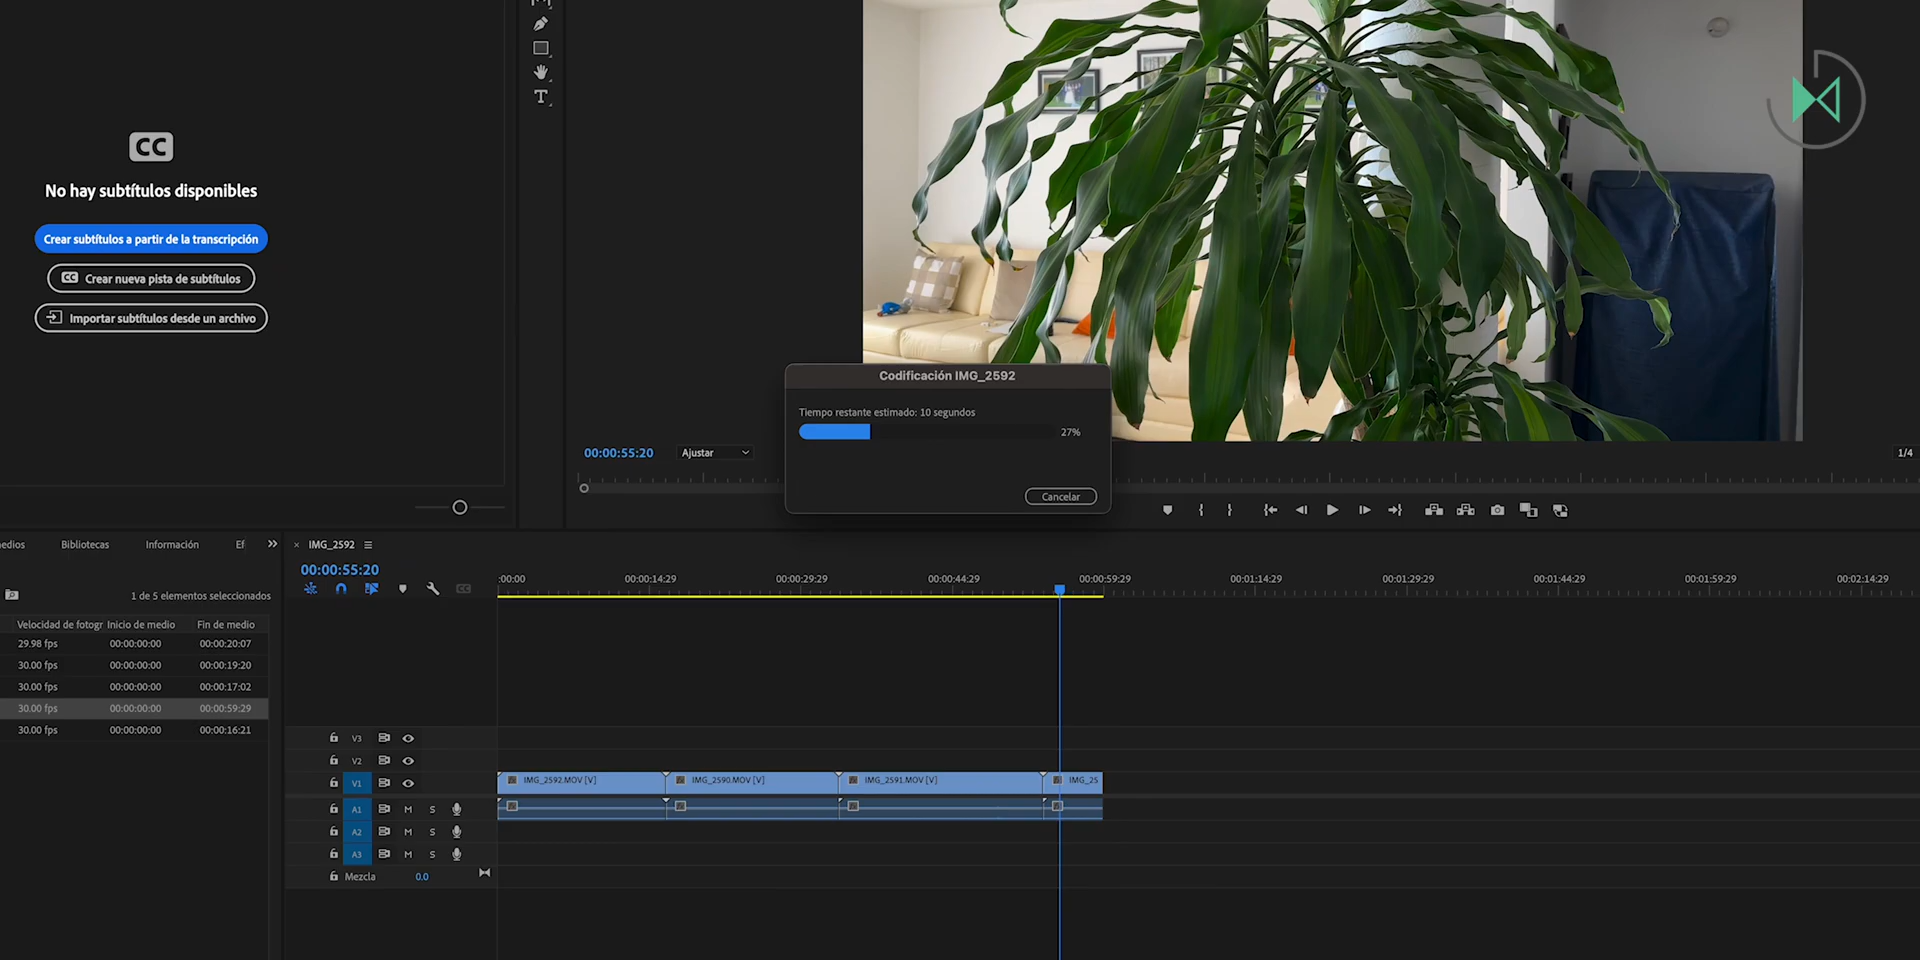 CC
No hay subtítulos disponibles
Crear subtítulos a partir de la transcripción
CC Crear nueva pista de subtítulos
Importar subtítulos desde un archivo
T
Codificación IMG_2592
Tiempo restante estimado: 10 segundos
27%
Cancelar
00:00:55:20
Ajustar
1/4
edios
Bibliotecas
Información
Ef
1 de 5 elementos seleccionados
Velocidad de fotogr Inicio de medio Fin de medio
29.98 fps 00:00:00:00 00:00:20:07
30.00 fps 00:00:00:00 00:00:19:20
30.00 fps 00:00:00:00 00:00:17:02
30.00 fps 00:00:00:00 00:00:59:29
30.00 fps 00:00:00:00 00:00:16:21
× IMG_2592
00:00:55:20
CC
:00:00 00:00:14:29 00:00:29:29 00:00:44:29 00:00:59:29 00:01:14:29 00:01:29:29 00:01:44:29 00:01:59:29 00:02:14:29
V3
V2
V1 IMG_2592.MOV [V] IMG_2590.MOV [V] IMG_2591.MOV [V] IMG_25
A1 M S
A2 M S
A3 M S
Mezcla 0.0